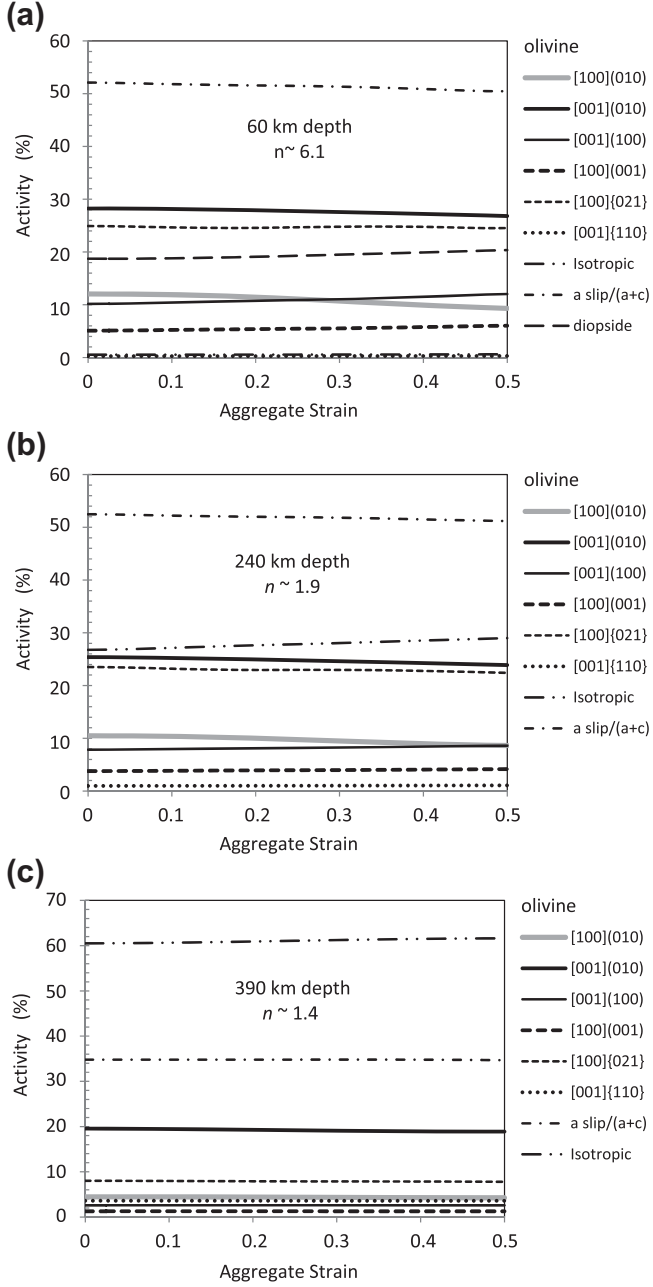 (a)
olivine
60
50
40
30
20
10
0
Activity (%)
60 km depth
n~ 6.1
[100](010)
[001](010)
[001](100)
[100](001)
[100]{021}
[001]{110}
Isotropic
a slip/(a+c)
diopside
0 0.1 0.2 0.3 0.4 0.5
Aggregate Strain
(b)
olivine
60
50
40
30
20
10
0
Activity (%)
240 km depth
n ~ 1.9
[100](010)
[001](010)
[001](100)
[100](001)
[100]{021}
[001]{110}
Isotropic
a slip/(a+c)
0 0.1 0.2 0.3 0.4 0.5
Aggregate Strain
(c)
olivine
70
60
50
40
30
20
10
0
Activity (%)
390 km depth
n ~ 1.4
[100](010)
[001](010)
[001](100)
[100](001)
[100]{021}
[001]{110}
a slip/(a+c)
Isotropic
0 0.1 0.2 0.3 0.4 0.5
Aggregate Strain